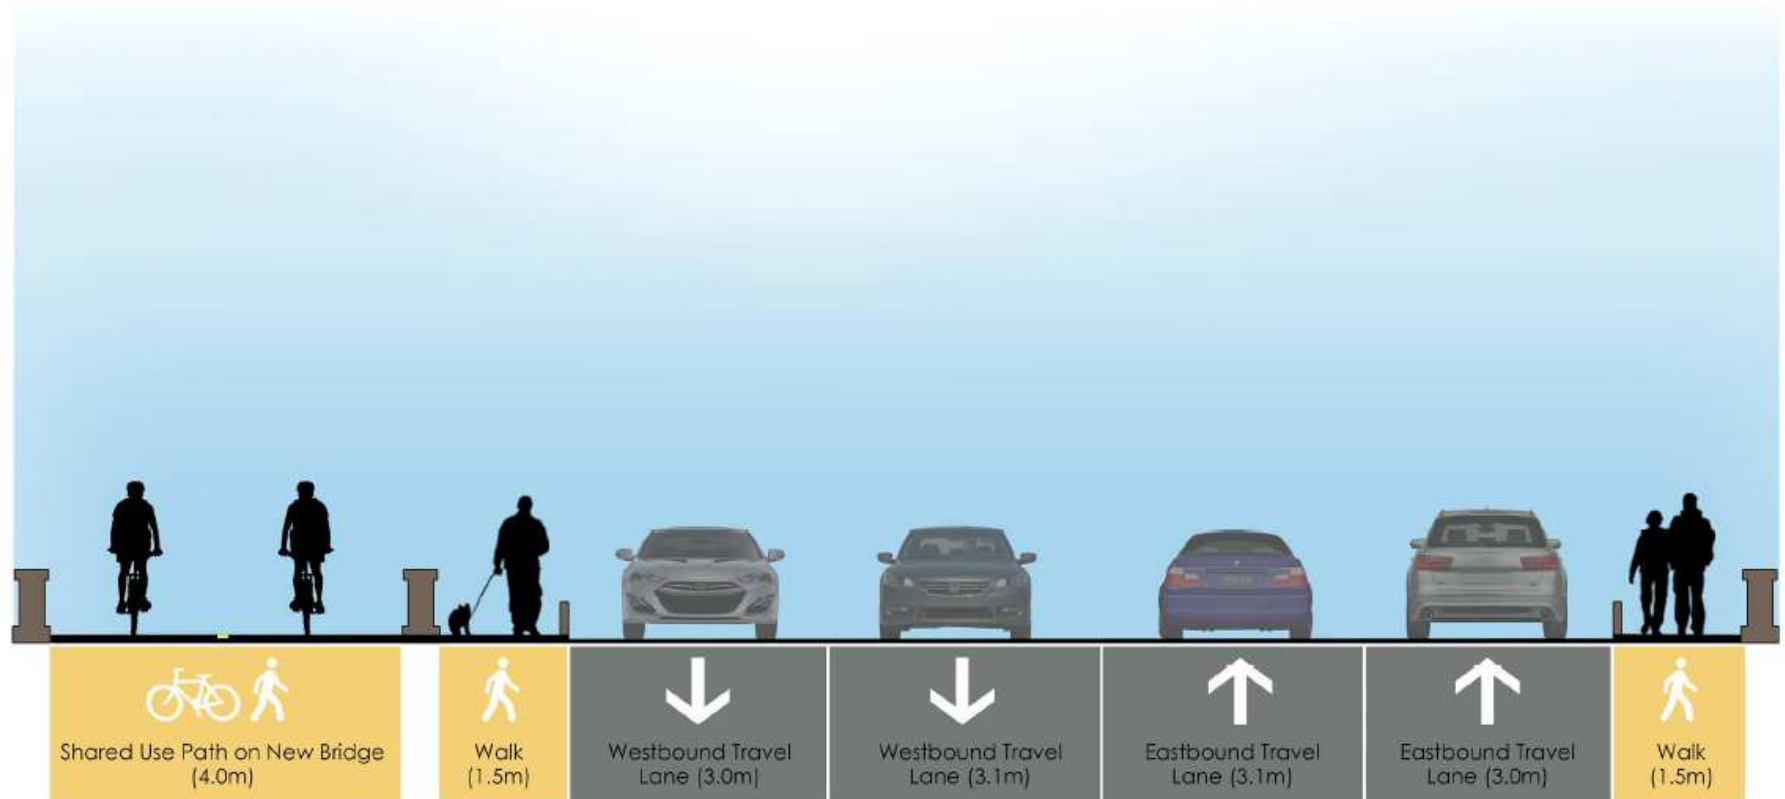 Shared Use Path on New Bridge
(4.0m)
Walk
(1.5m)
Westbound Travel
Lane (3.0m)
Westbound Travel
Lane (3.1m)
Eastbound Travel
Lane (3.1m)
Eastbound Travel
Lane (3.0m)
Walk
(1.5m)